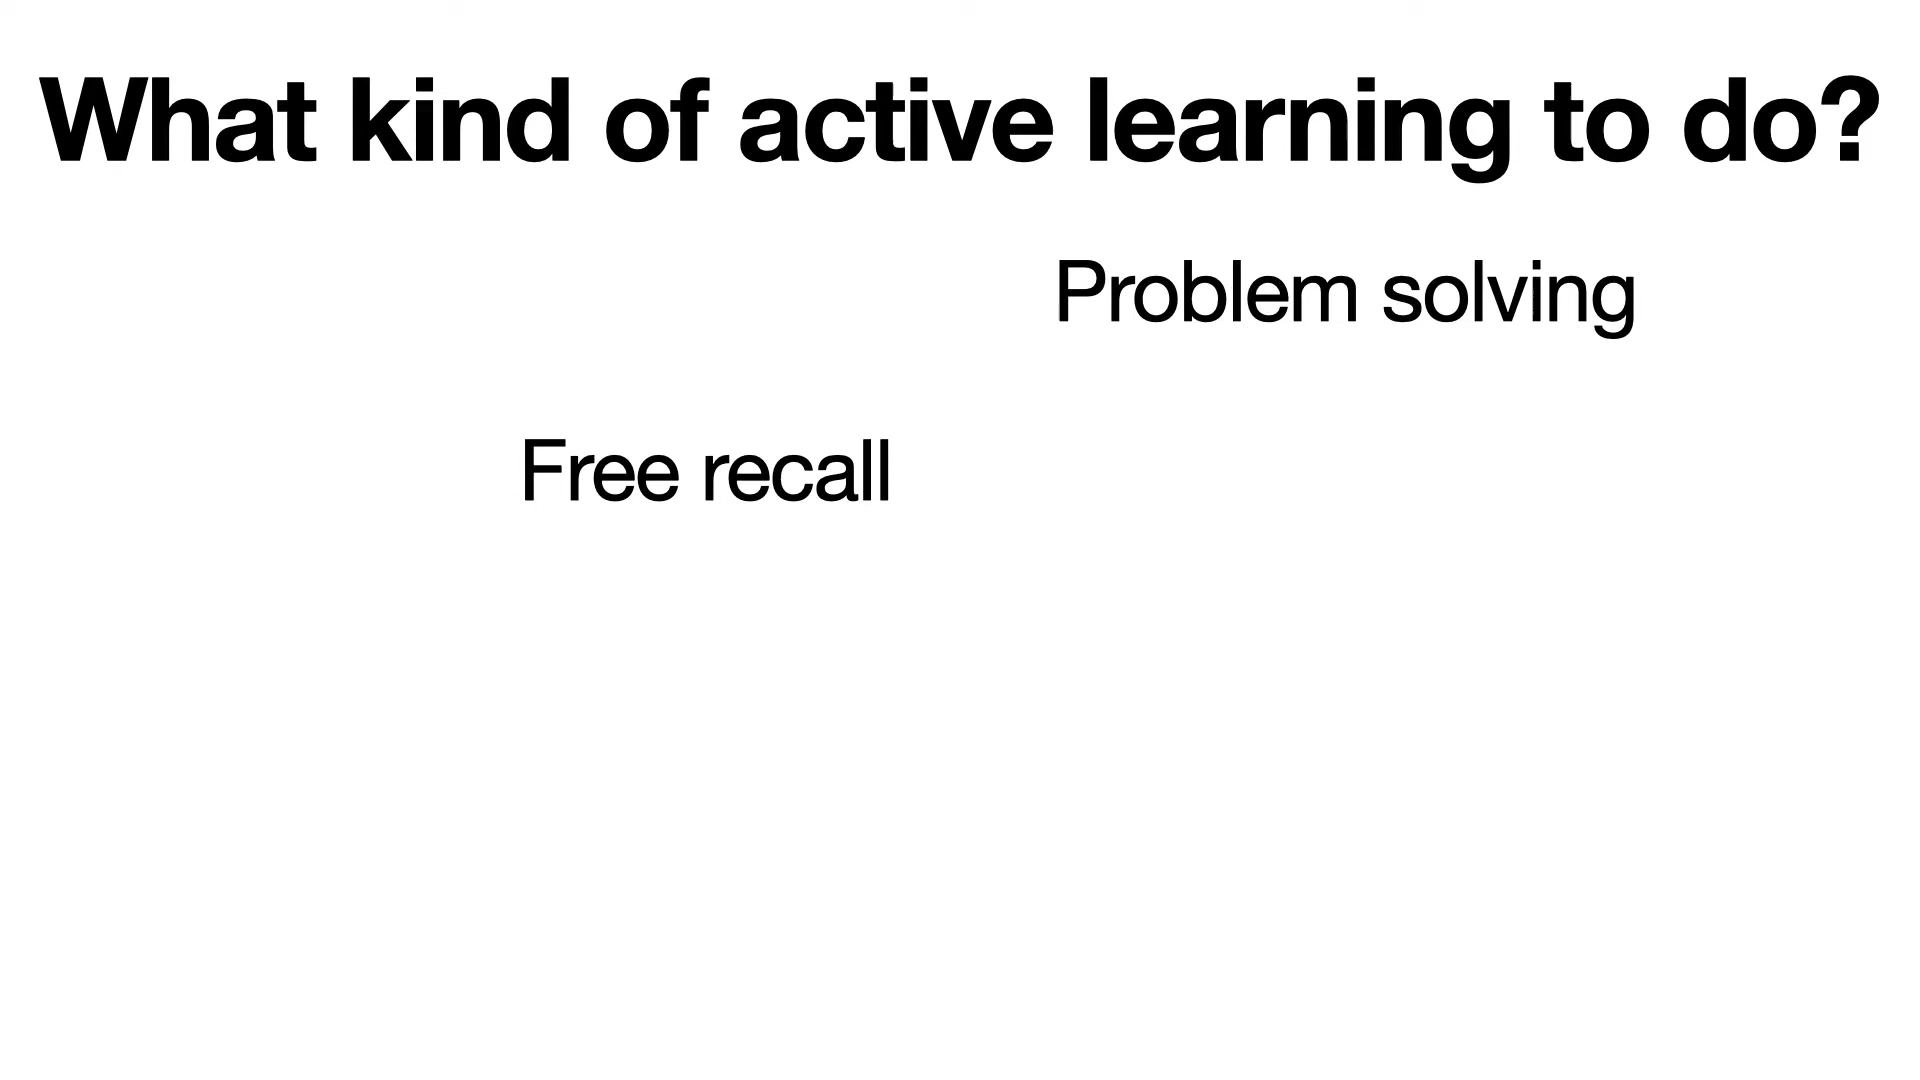 What kind of active learning to do?
Problem solving
Free recall